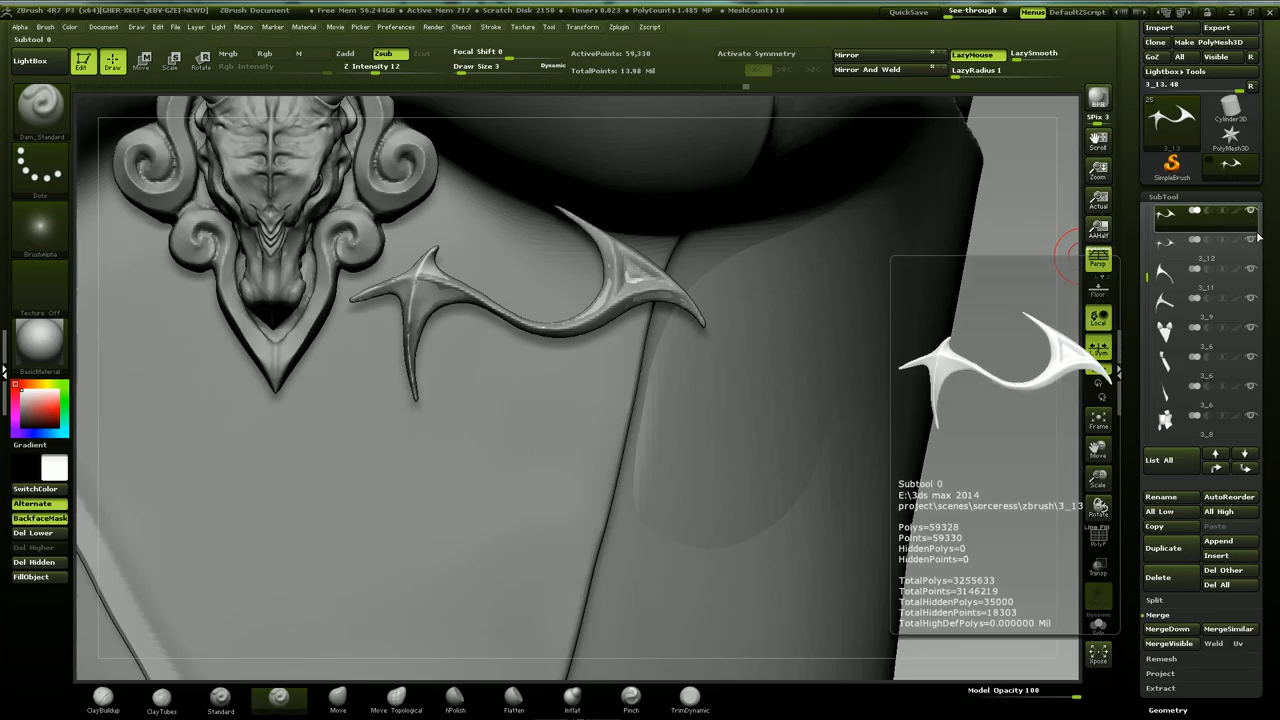 ZBrush 4R7 P3 (x64)[GHER-XKCF-QEBV-GZEI-NKWD]
ZBrush Document
• Free Mem 56.244GB • Active Mem 717 • Scratch Disk 2150 • Timer▶0.023 • PolyCount▶1.485 MP • MeshCount▶18
QuickSave
See-through 0
Menus
DefaultZScript
Alpha
Brush
Color
Document
Draw
Edit
File
Layer
Light
Macro
Marker
Material
Movie
Picker
Preferences
Render
Stencil
Stroke
Texture
Tool
Transform
Zplugin
Zscript
Subtool 0
LightBox
Edit
Draw
Move
Scale
Rotate
Mrgb
Rgb
M
Rgb Intensity
Zadd
Zsub
Zcut
Z Intensity 12
Focal Shift 0
Draw Size 3
Dynamic
ActivePoints: 59,330
TotalPoints: 13.98 Mil
Activate Symmetry
Mirror
Mirror And Weld
LazyMouse
LazySmooth
LazyRadius 1
Dam_Standard
Dots
BrushAlpha
Texture Off
BasicMaterial
Gradient
SwitchColor
Alternate
BackfaceMask
Del Lower
Del Higher
Del Hidden
FillObject
BPR
SPix 3
Scroll
Zoom
Actual
AAHalf
Persp
Floor
Local
L.Sym
Frame
Move
Scale
Rotate
Line Fill
PolyF
Transp
Dynamic
Solo
Xpose
Subtool 0
E:\3ds max 2014
project\scenes\sorceress\zbrush\3_13
Polys=59328
Points=59330
HiddenPolys=0
HiddenPoints=0
TotalPolys=3255633
TotalPoints=3146219
TotalHiddenPolys=35000
TotalHiddenPoints=18303
TotalHighDefPolys=0.000000 Mil
Import
Export
Clone
Make PolyMesh3D
GoZ
All
Visible
R
Lightbox▸Tools
3_13. 48
R
25
3_13
Cylinder3D
PolyMesh3D
SimpleBrush
SubTool
3_12
3_11
3_9
3_6
3_6
3_6
3_8
List All
Rename
AutoReorder
All Low
All High
Copy
Paste
Duplicate
Append
Insert
Delete
Del Other
Del All
Split
Merge
MergeDown
MergeSimilar
MergeVisible
Weld
Uv
Remesh
Project
Extract
Geometry
ClayBuildup
ClayTubes
Standard
Move
Move Topological
hPolish
Flatten
Inflat
Pinch
TrimDynamic
Model Opacity 100